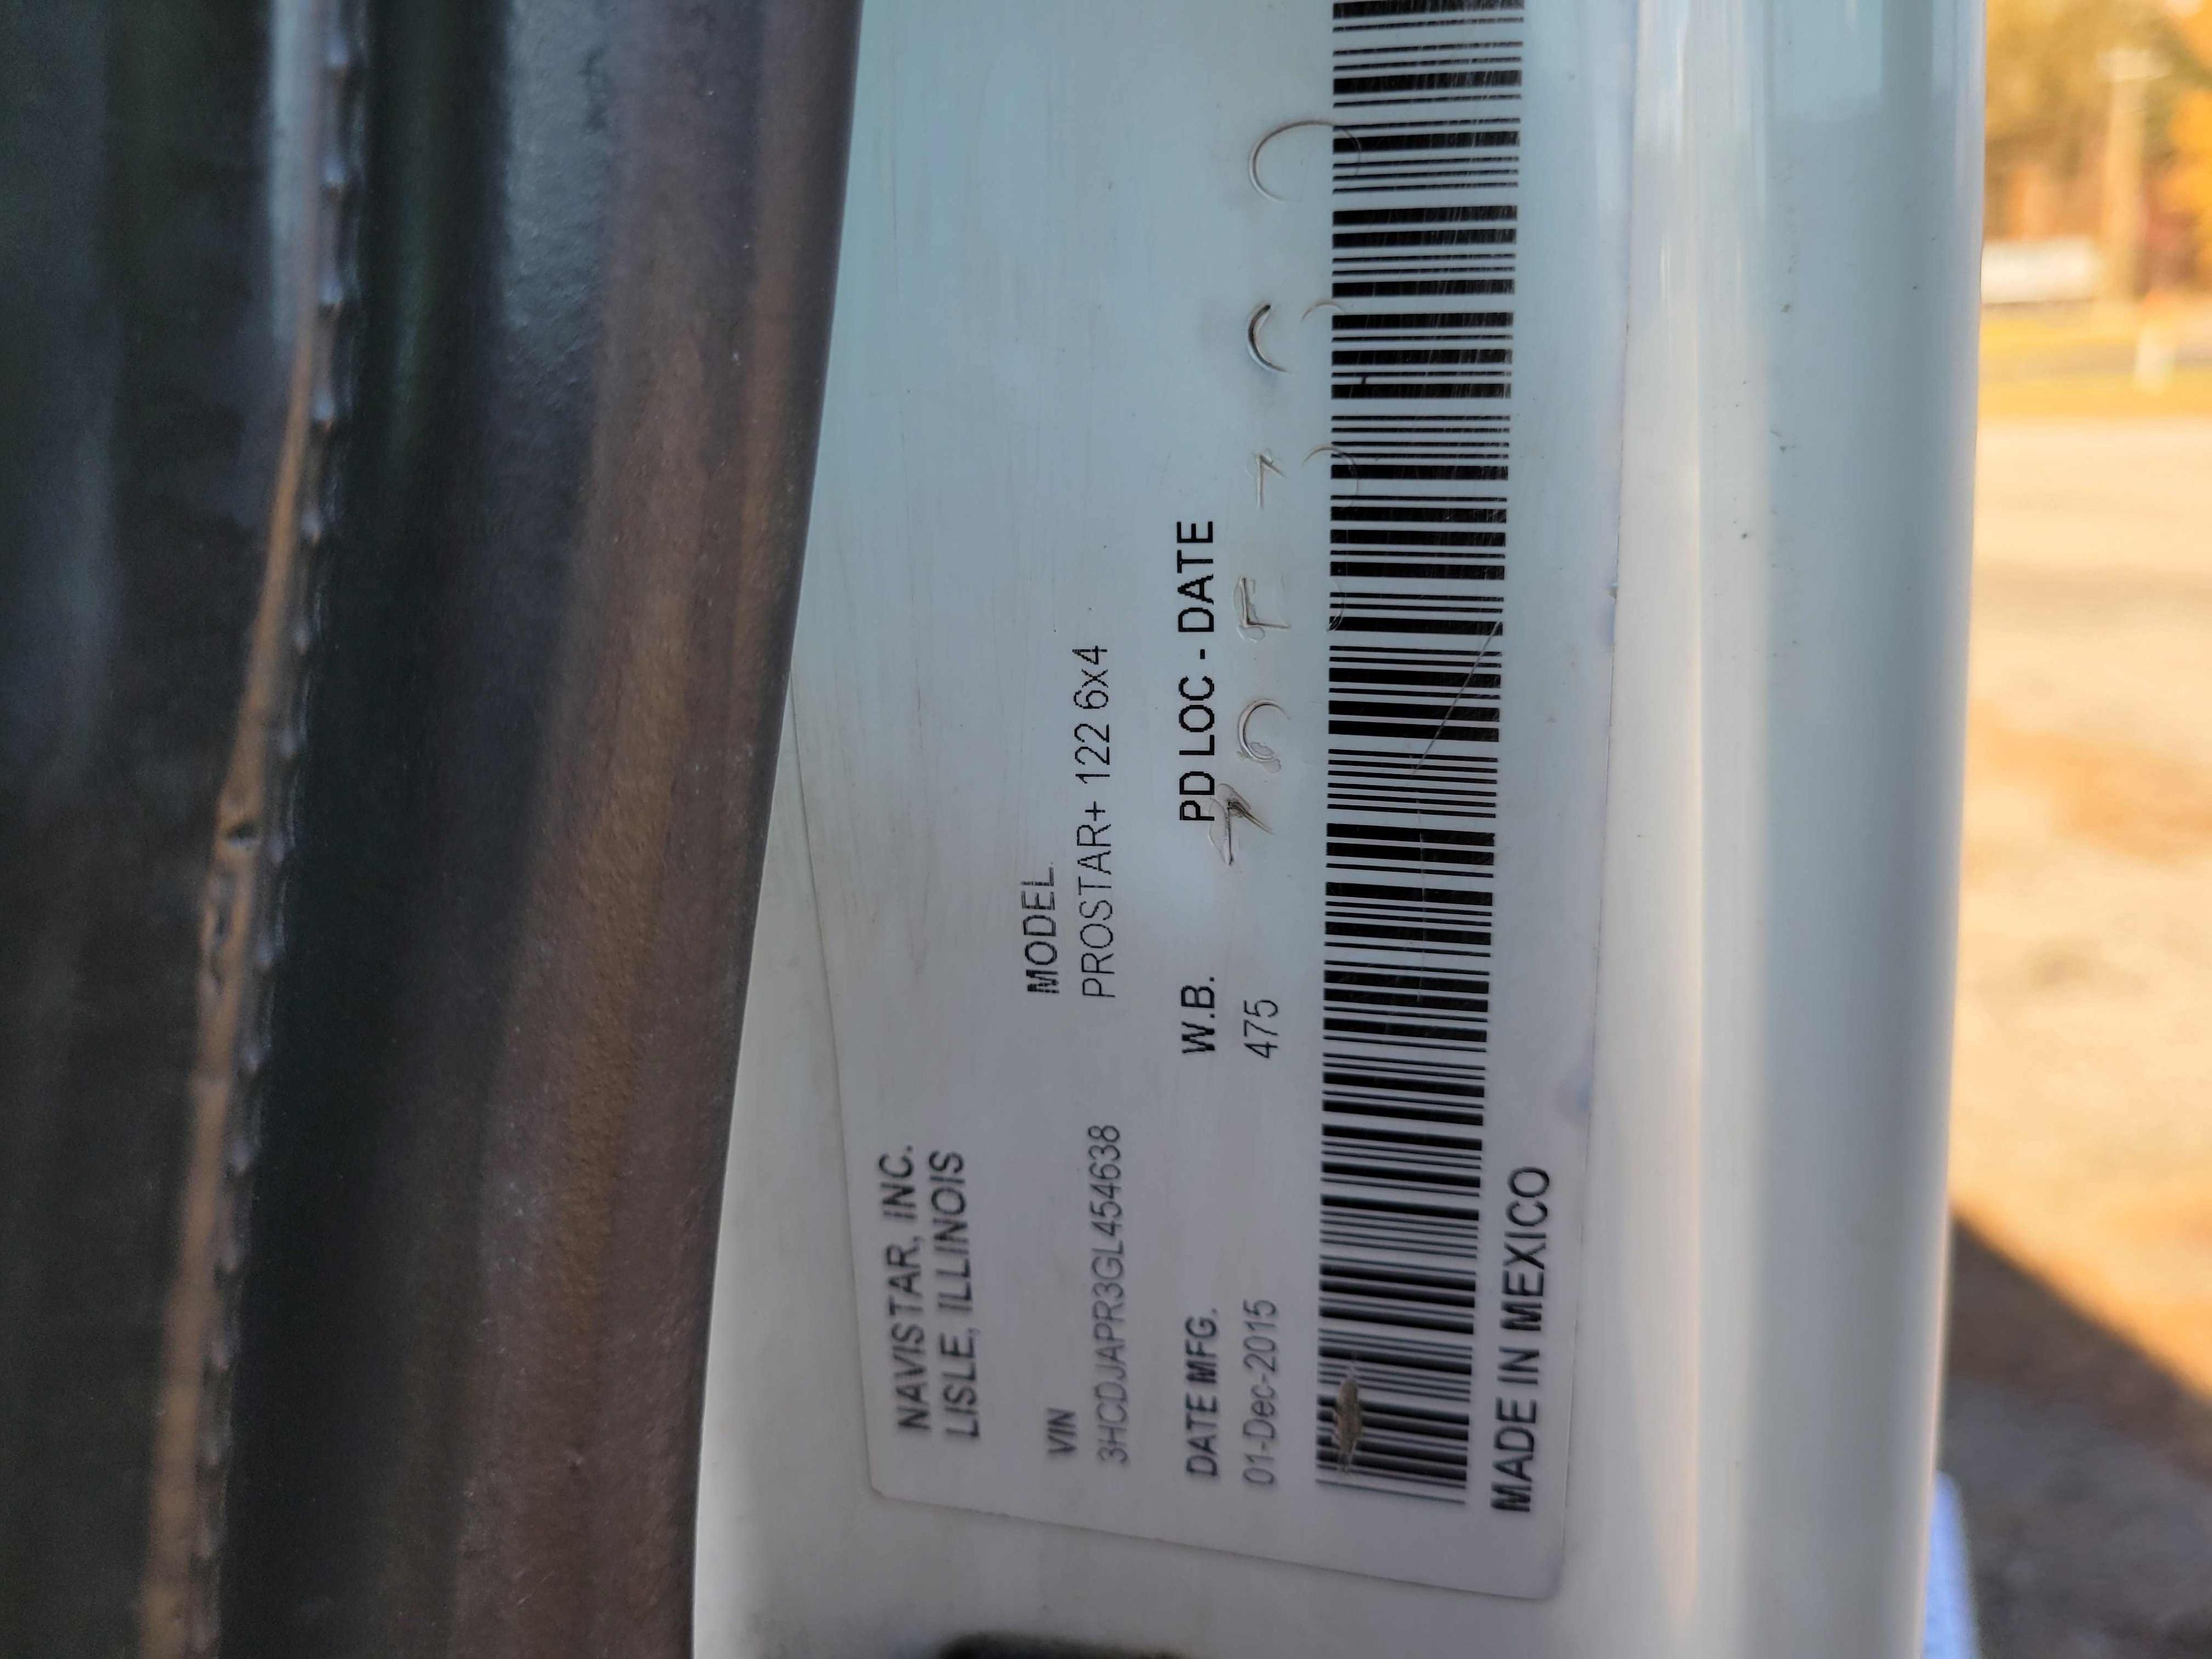 NAVISTAR, INC.
LISLE, ILLINOIS
VIN MODEL
3HCDJAPR3GL454638 PROSTAR+ 122 6x4
DATE MFG. W.B. PD LOC - DATE
01-Dec-2015 475
MADE IN MEXICO